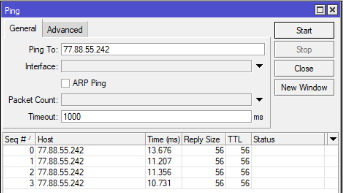 Ping
General Advanced
Ping To: 77.88.55.242
Interface:
ARP Ping
Packet Count:
Timeout: 1000 ms
Start
Stop
Close
New Window
Seq # Host Time (ms) Reply Size TTL Status
0 77.88.55.242 13.676 56 56
1 77.88.55.242 11.207 56 56
2 77.88.55.242 11.356 56 56
3 77.88.55.242 10.731 56 56